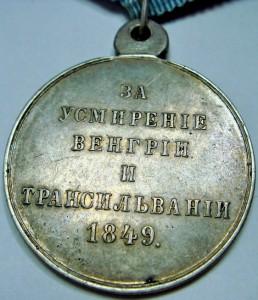 ЗА
УСМИРЕНІЕ
ВЕНГРІИ
И
ТРАНСИЛЬВАНІИ
1849.